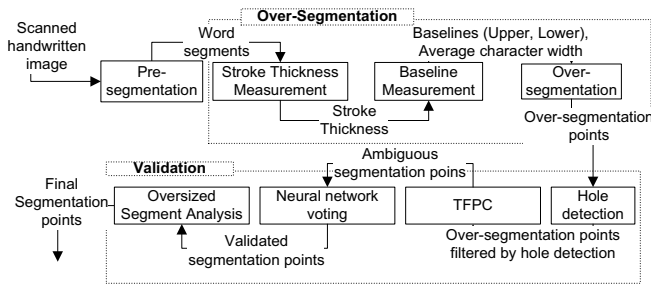 Over-Segmentation
Scanned
handwritten
image
Word
segments
Baselines (Upper, Lower),
Average character width
Pre-
segmentation
Stroke Thickness
Measurement
Baseline
Measurement
Over-
segmentation
Stroke
Thickness
Over-segmentation
points
Validation
Ambiguous
segmentation poins
Final
Segmentation
points
Oversized
Segment Analysis
Neural network
voting
TFPC
Hole
detection
Validated
segmentation points
Over-segmentation points
filtered by hole detection